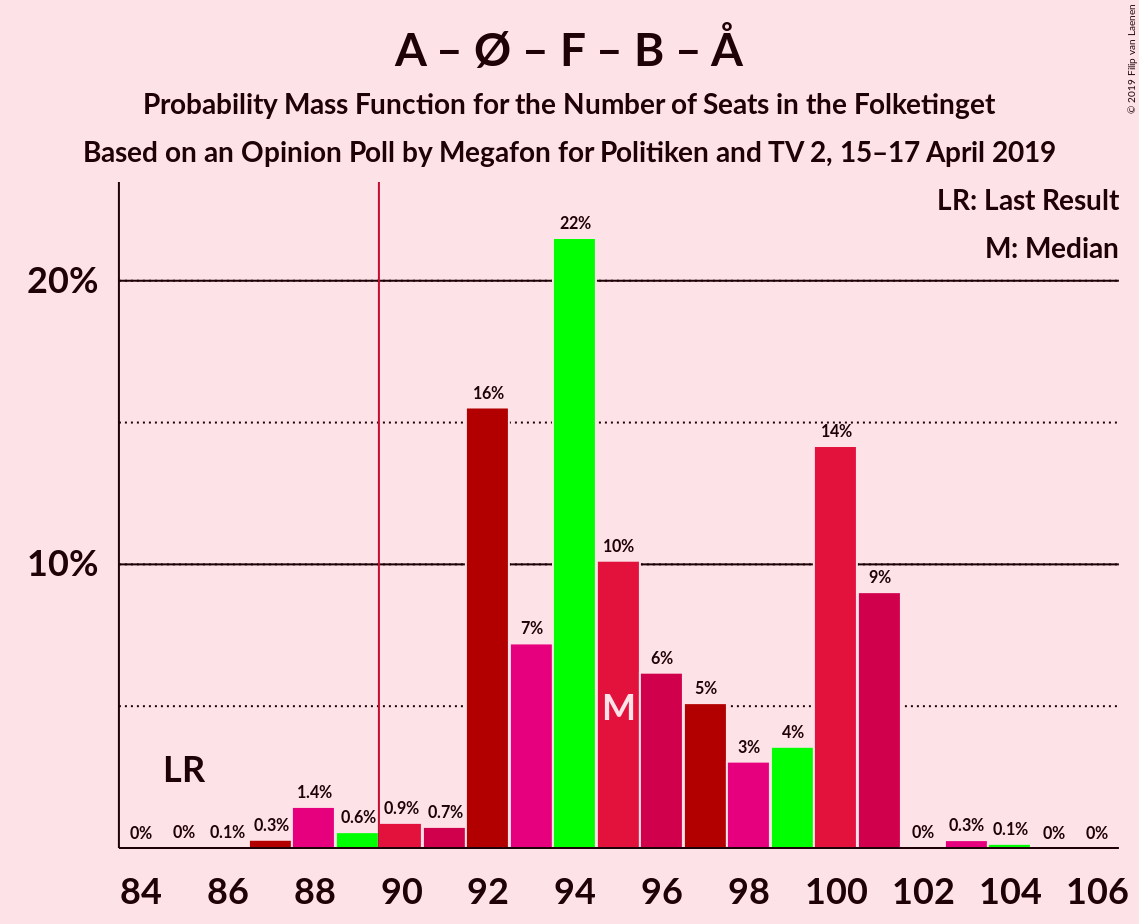 A – Ø – F – B – Å
Probability Mass Function for the Number of Seats in the Folketinget
Based on an Opinion Poll by Megafon for Politiken and TV 2, 15–17 April 2019
© 2019 Filip van Laenen
LR: Last Result
M: Median
20%
10%
0%
0%
0.1%
0.3%
1.4%
0.6%
0.9%
0.7%
16%
7%
22%
10%
6%
5%
3%
4%
14%
9%
0%
0.3%
0.1%
0%
0%
LR
M
84 86 88 90 92 94 96 98 100 102 104 106